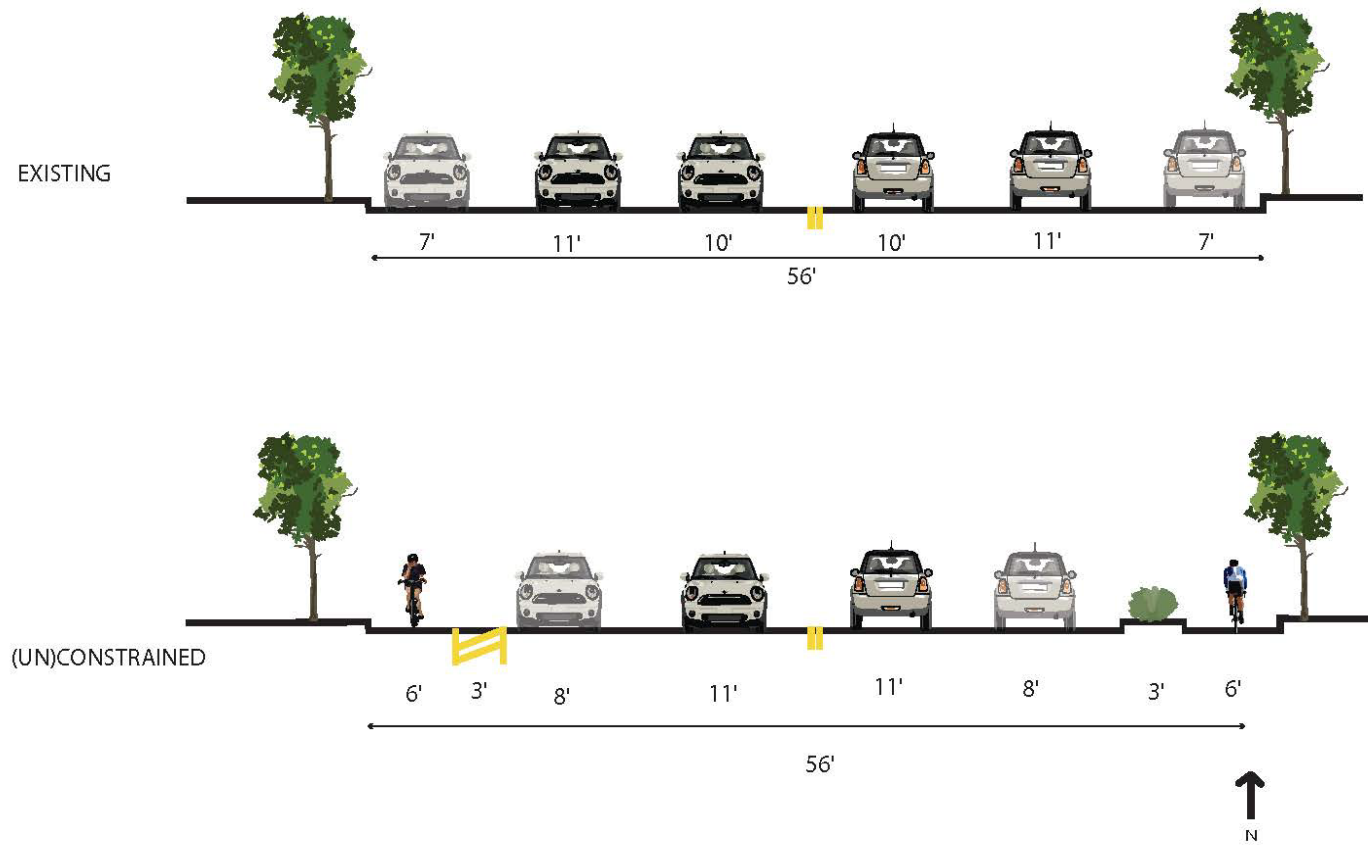 EXISTING
7' 11' 10' 10' 11' 7'
56'
(UN)CONSTRAINED
6' 3' 8' 11' 11' 8' 3' 6'
56'
N